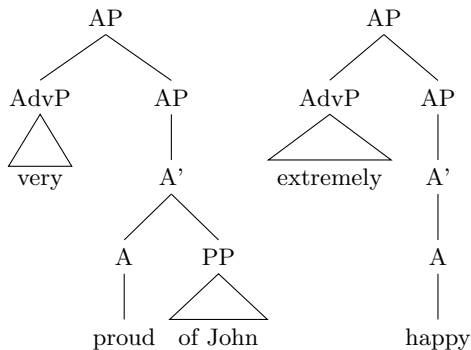 AP AP
AdvP AP AdvP AP
very A' extremely A'
A PP A
proud of John happy